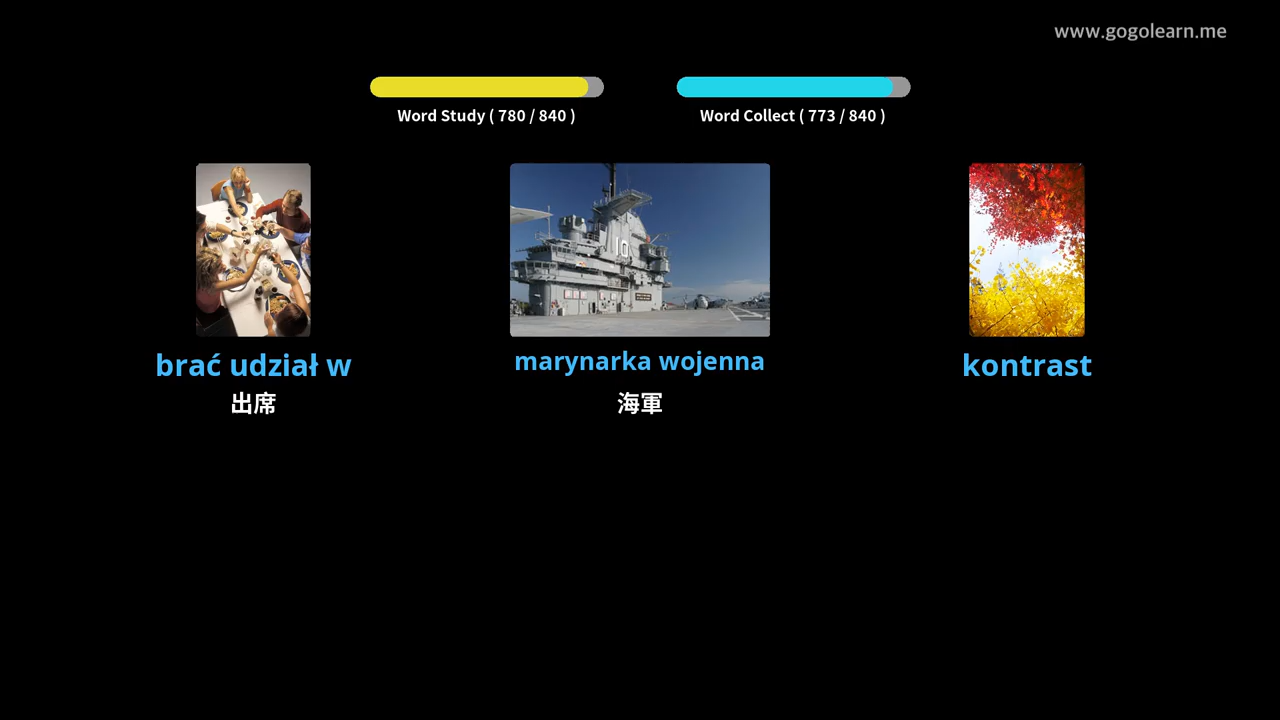 www.gogolearn.me
Word Study ( 780 / 840 )
Word Collect ( 773 / 840 )
10
brać udział w
marynarka wojenna
kontrast
出席
海軍